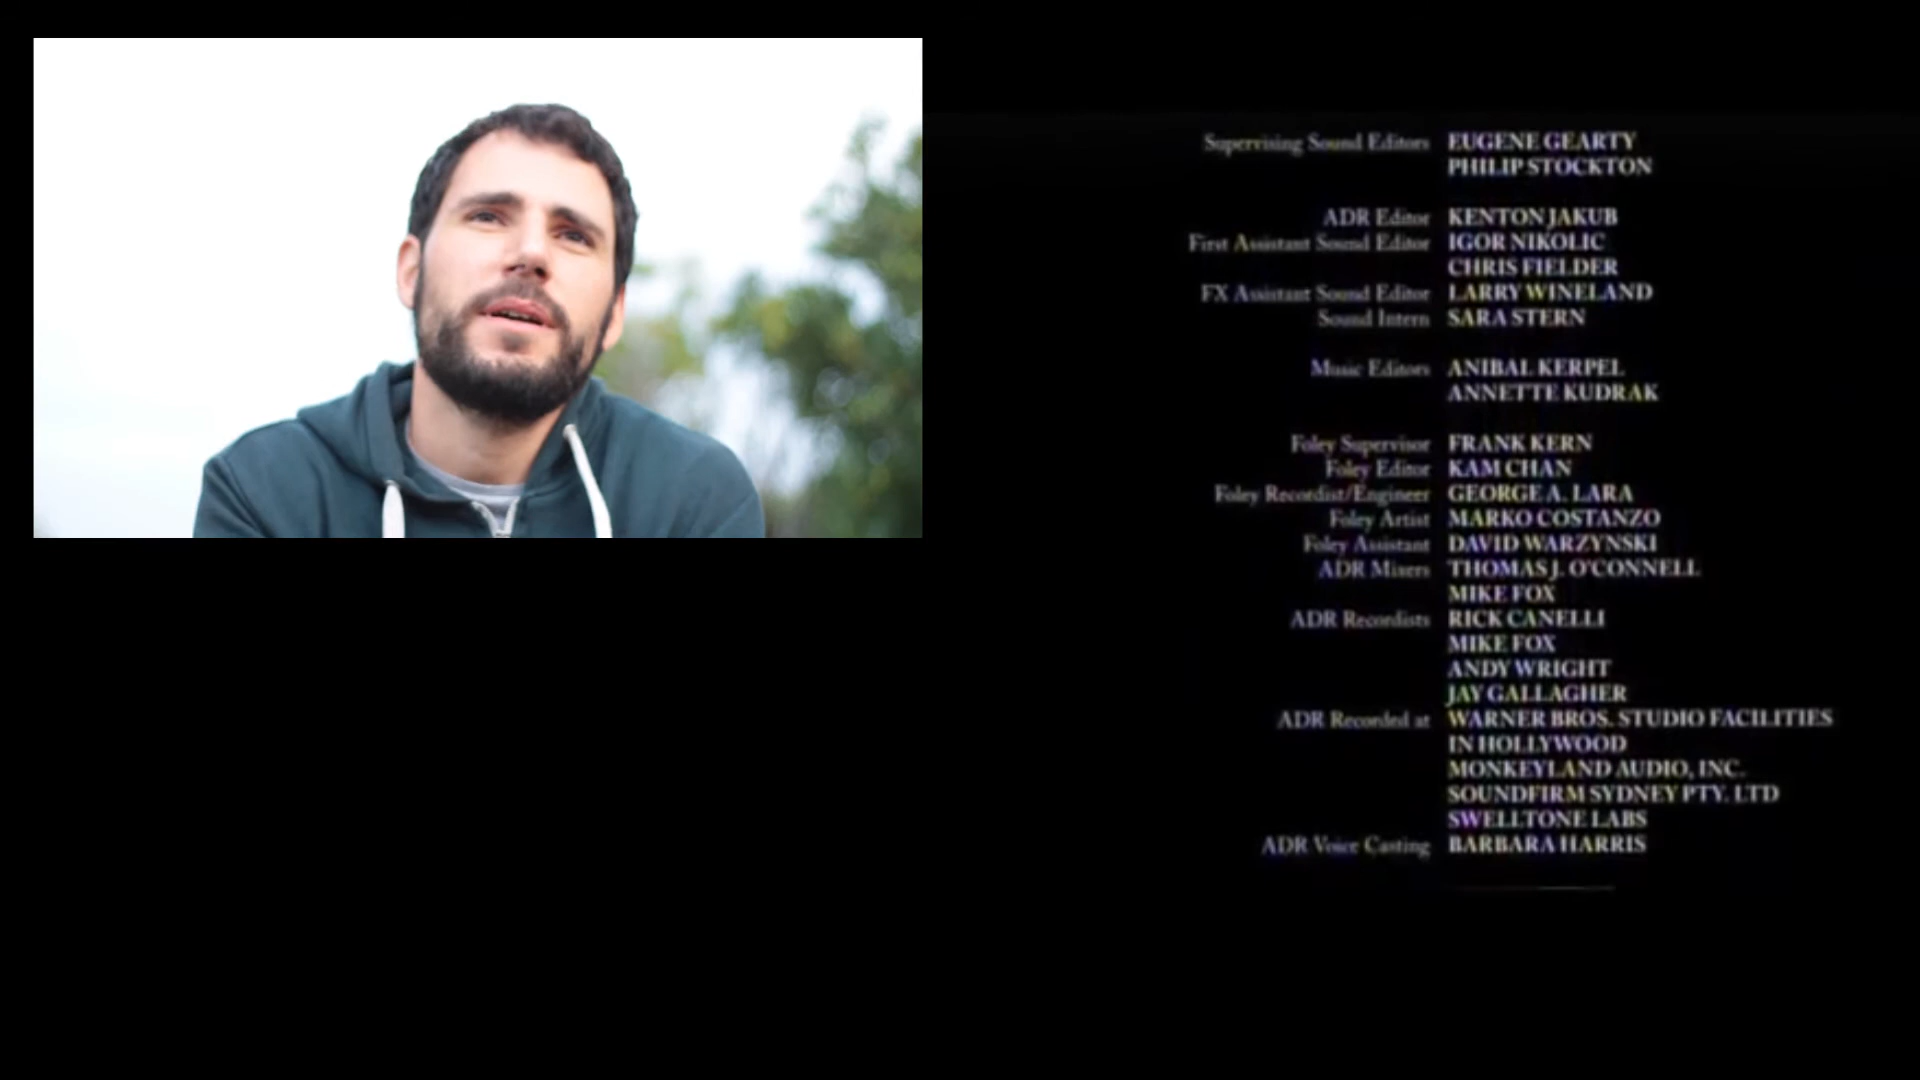 Supervising Sound Editors EUGENE GEARTY
PHILIP STOCKTON
ADR Editor KENTON JAKUB
First Assistant Sound Editor IGOR NIKOLIC
CHRIS FIELDER
FX Assistant Sound Editor LARRY WINELAND
Sound Intern SARA STERN
Music Editors ANIBAL KERPEL
ANNETTE KUDRAK
Foley Supervisor FRANK KERN
Foley Editor KAM CHAN
Foley Recordist/Engineer GEORGE A. LARA
Foley Artist MARKO COSTANZO
Foley Assistant DAVID WARZYNSKI
ADR Mixers THOMAS J. O'CONNELL
MIKE FOX
ADR Recordists RICK CANELLI
MIKE FOX
ANDY WRIGHT
JAY GALLAGHER
ADR Recorded at WARNER BROS. STUDIO FACILITIES
IN HOLLYWOOD
MONKEYLAND AUDIO, INC.
SOUNDFIRM SYDNEY PTY. LTD
SWELLTONE LABS
ADR Voice Casting BARBARA HARRIS